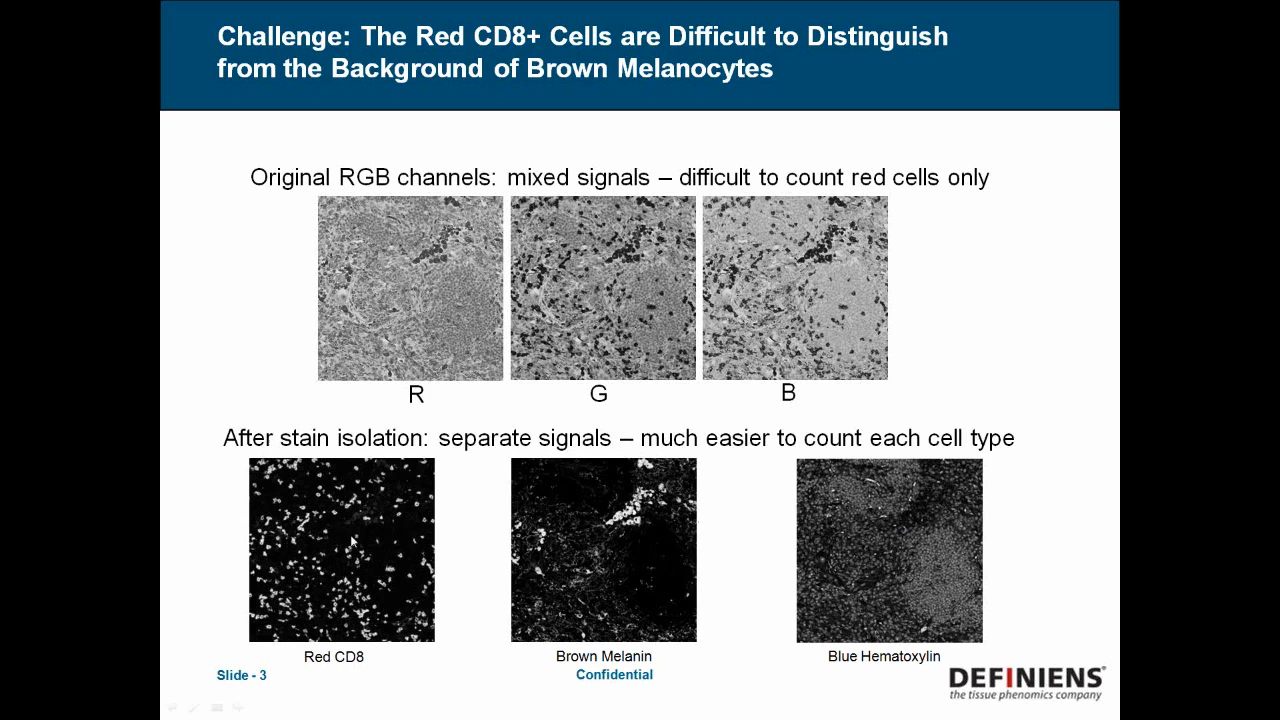 Challenge: The Red CD8+ Cells are Difficult to Distinguish
from the Background of Brown Melanocytes
Original RGB channels: mixed signals – difficult to count red cells only
R
G
B
After stain isolation: separate signals – much easier to count each cell type
Red CD8
Brown Melanin
Blue Hematoxylin
Slide - 3
Confidential
DEFINIENS®
the tissue phenomics company